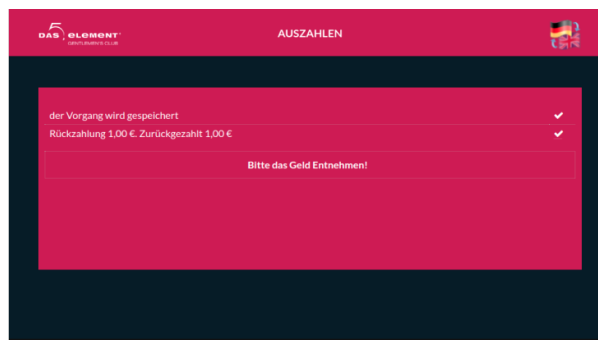 DAS 5. eLement
GENTLEMEN'S CLUB
AUSZAHLEN
der Vorgang wird gespeichert
Rückzahlung 1,00 €. Zurückgezahlt 1,00 €
Bitte das Geld Entnehmen!